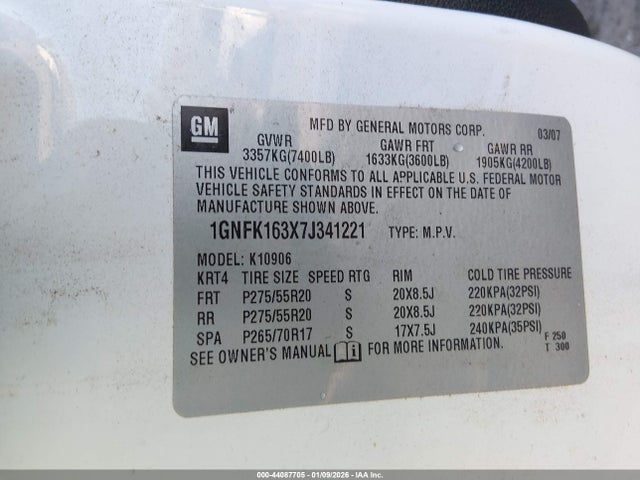 GM
MFD BY GENERAL MOTORS CORP. 03/07
GVWR GAWR FRT GAWR RR
3357KG(7400LB) 1633KG(3600LB) 1905KG(4200LB)
THIS VEHICLE CONFORMS TO ALL APPLICABLE U.S. FEDERAL MOTOR
VEHICLE SAFETY STANDARDS IN EFFECT ON THE DATE OF
MANUFACTURE SHOWN ABOVE.
1GNFK163X7J341221 TYPE: M.P.V.
MODEL: K10906
KRT4 TIRE SIZE SPEED RTG RIM COLD TIRE PRESSURE
FRT P275/55R20 S 20X8.5J 220KPA(32PSI)
RR P275/55R20 S 20X8.5J 220KPA(32PSI)
SPA P265/70R17 S 17X7.5J 240KPA(35PSI)
SEE OWNER'S MANUAL FOR MORE INFORMATION.
F 250
T 300
000-44087705 - 01/09/2026 - IAA Inc.